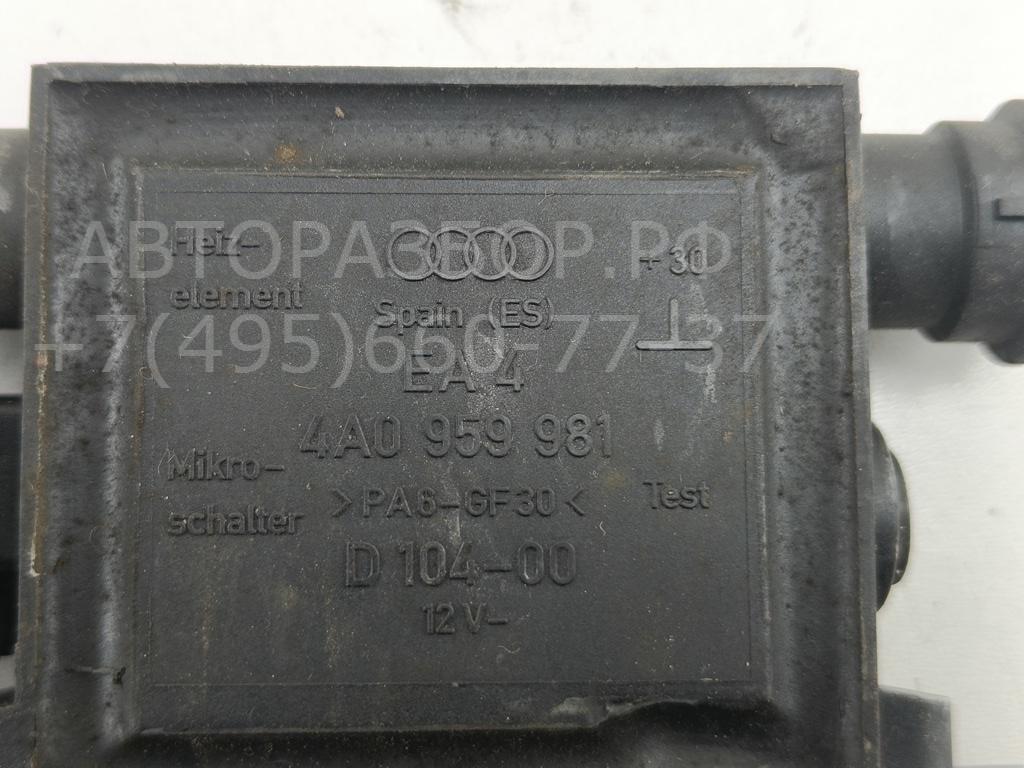 АВТОРАЗБОР.РФ
+7(495)660-77-37
Heiz-
element
+ 30
Spain (ES)
EA 4
4A0 959 981
Mikro-
schalter
>PA6-GF30<
Test
D 104-00
12 V-